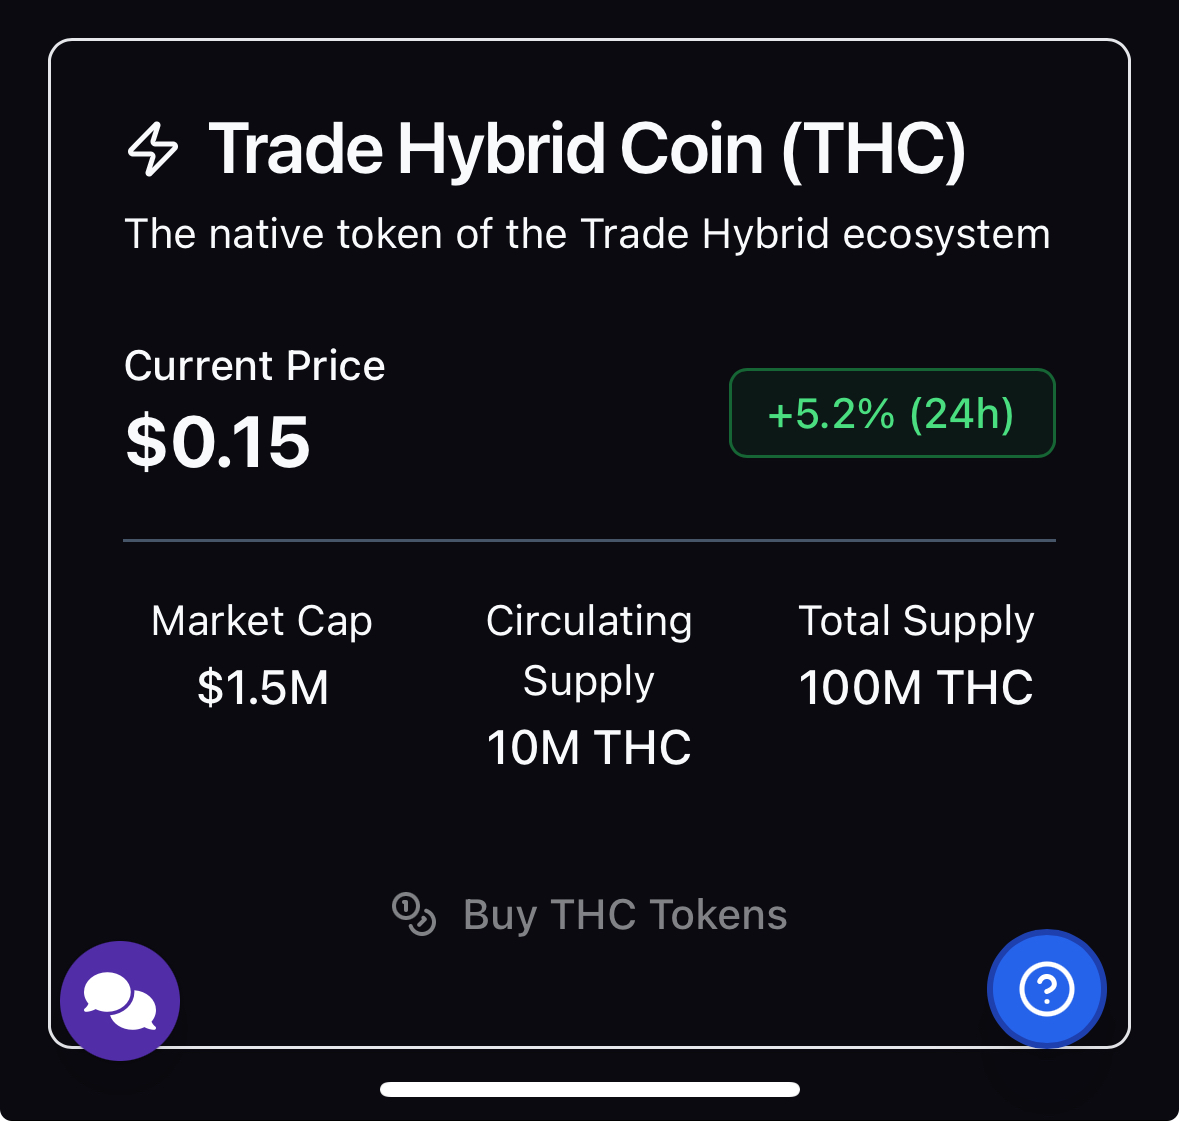 Trade Hybrid Coin (THC)
The native token of the Trade Hybrid ecosystem
Current Price
$0.15
+5.2% (24h)
Market Cap
$1.5M
Circulating
Supply
10M THC
Total Supply
100M THC
Buy THC Tokens